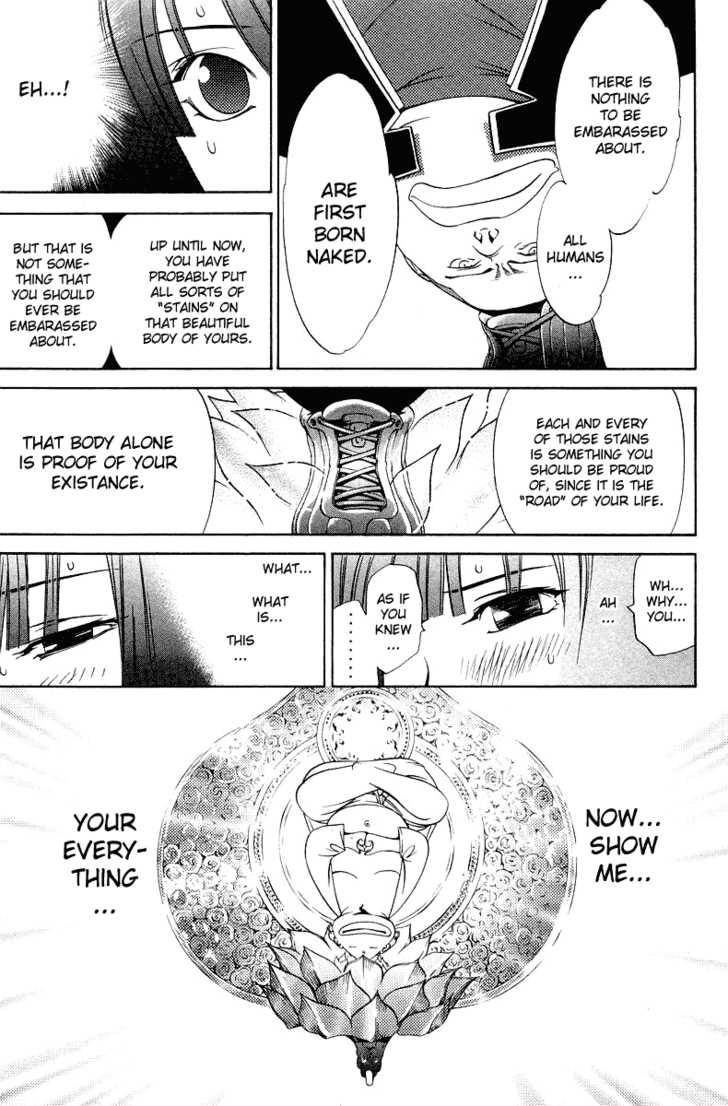 THERE IS
NOTHING
TO BE
EMBARASSED
ABOUT.
ALL
HUMANS
...
ARE
FIRST
BORN
NAKED.
EH...!
UP UNTIL NOW,
YOU HAVE
PROBABLY PUT
ALL SORTS OF
"STAINS" ON
THAT BEAUTIFUL
BODY OF YOURS.
BUT THAT IS
NOT SOME-
THING THAT
YOU SHOULD
EVER BE
EMBARASSED
ABOUT.
EACH AND EVERY
OF THOSE STAINS
IS SOMETHING YOU
SHOULD BE PROUD
OF, SINCE IT IS THE
"ROAD" OF YOUR LIFE.
THAT BODY ALONE
IS PROOF OF YOUR
EXISTANCE.
WH...
WHY...
YOU...
AH
...
AS IF
YOU
KNEW
...
......
WHAT...
WHAT
IS...
THIS
...
NOW...
SHOW
ME...
YOUR
EVERY-
THING
...